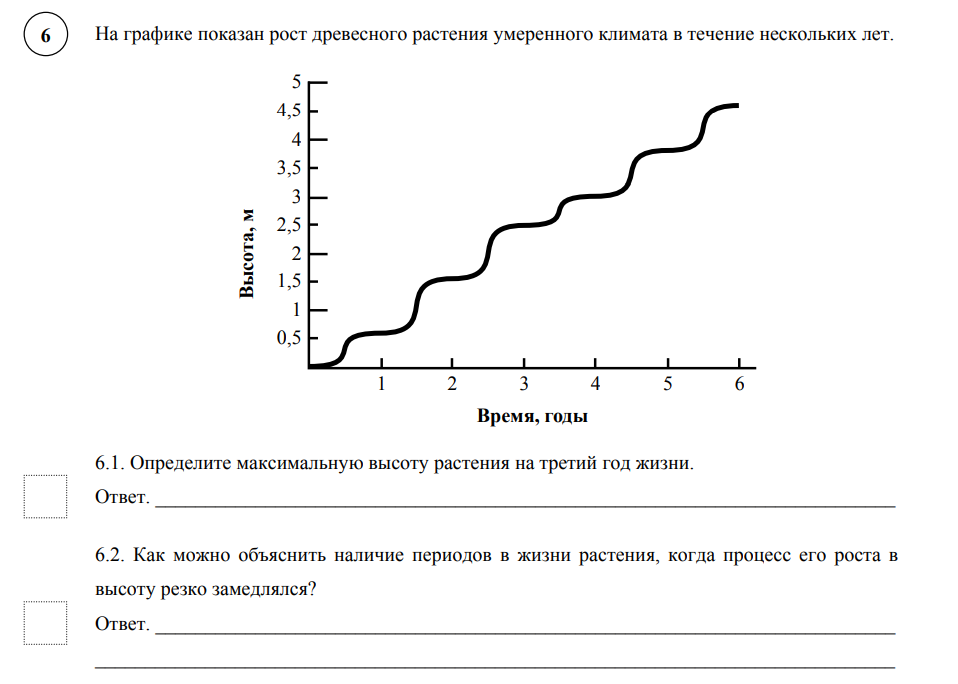 6
На графике показан рост древесного растения умеренного климата в течение нескольких лет.
5
4,5
4
3,5
3
2,5
2
1,5
1
0,5
Высота, м
1 2 3 4 5 6
Время, годы
6.1. Определите максимальную высоту растения на третий год жизни.
Ответ.
6.2. Как можно объяснить наличие периодов в жизни растения, когда процесс его роста в
высоту резко замедлялся?
Ответ.